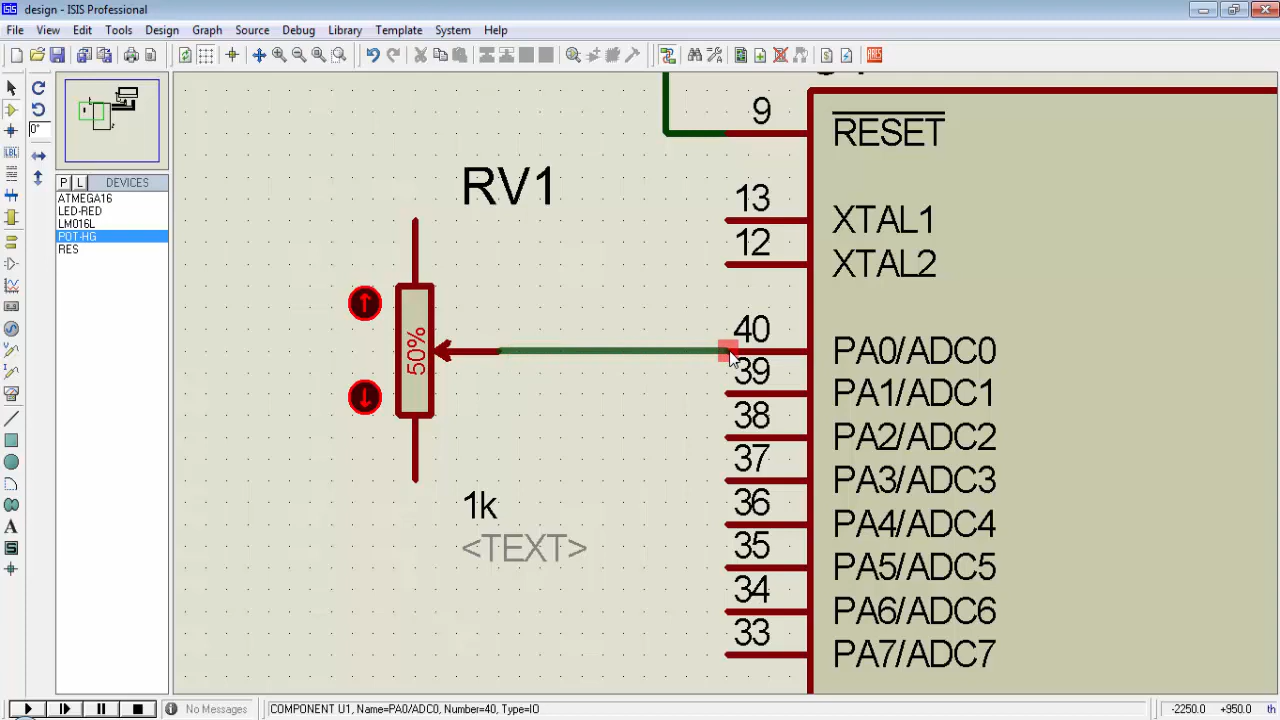 design - ISIS Professional
File View Edit Tools Design Graph Source Debug Library Template System Help
0°
P L DEVICES
ATMEGA16
LED-RED
LM016L
POT-HG
RES
RV1
50%
1k
<TEXT>
9
RESET
13
XTAL1
12
XTAL2
40
PA0/ADC0
39
PA1/ADC1
38
PA2/ADC2
37
PA3/ADC3
36
PA4/ADC4
35
PA5/ADC5
34
PA6/ADC6
33
PA7/ADC7
No Messages
COMPONENT U1, Name=PA0/ADC0, Number=40, Type=IO
-2250.0 +950.0 th